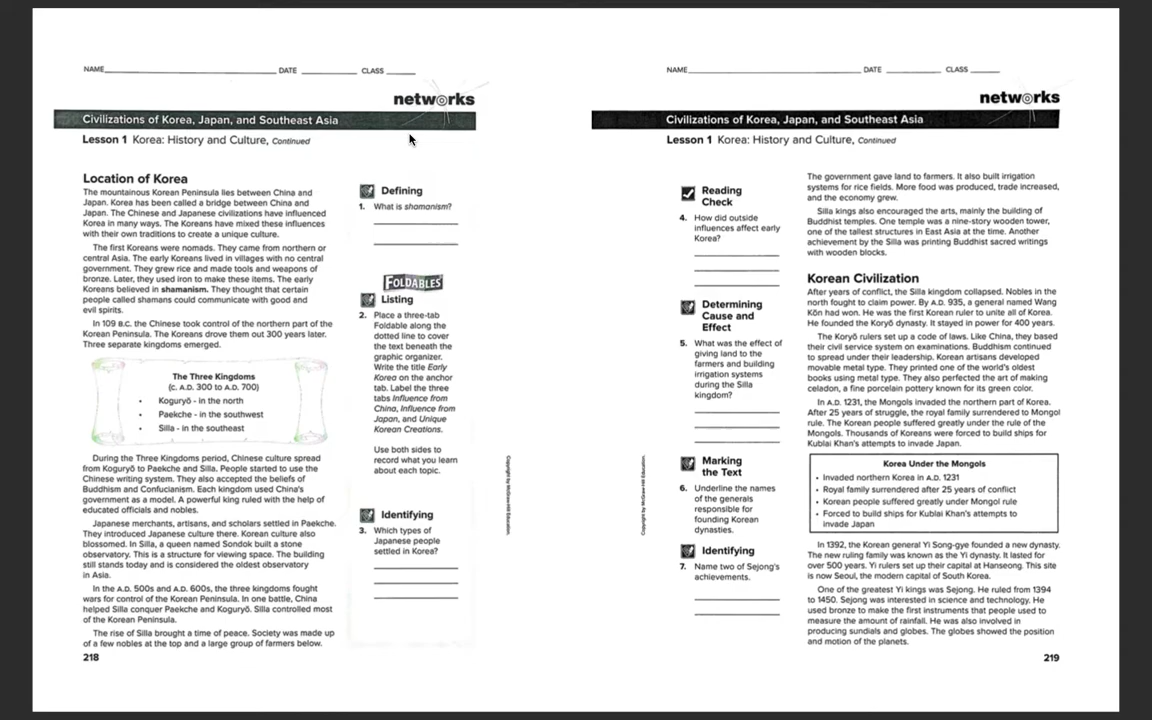 NAME DATE CLASS
networks
Civilizations of Korea, Japan, and Southeast Asia
Lesson 1 Korea: History and Culture, Continued
Location of Korea
The mountainous Korean Peninsula lies between China and
Japan. Korea has been called a bridge between China and
Japan. The Chinese and Japanese civilizations have influenced
Korea in many ways. The Koreans have mixed these influences
with their own traditions to create a unique culture.
The first Koreans were nomads. They came from northern or
central Asia. The early Koreans lived in villages with no central
government. They grew rice and made tools and weapons of
bronze. Later, they used iron to make these items. The early
Koreans believed in shamanism. They thought that certain
people called shamans could communicate with good and
evil spirits.
In 109 B.C. the Chinese took control of the northern part of the
Korean Peninsula. The Koreans drove them out 300 years later.
Three separate kingdoms emerged.
The Three Kingdoms
(c. A.D. 300 to A.D. 700)
• Koguryŏ - in the north
• Paekche - in the southwest
• Silla - in the southeast
During the Three Kingdoms period, Chinese culture spread
from Koguryŏ to Paekche and Silla. People started to use the
Chinese writing system. They also accepted the beliefs of
Buddhism and Confucianism. Each kingdom used China's
government as a model. A powerful king ruled with the help of
educated officials and nobles.
Japanese merchants, artisans, and scholars settled in Paekche.
They introduced Japanese culture there. Korean culture also
blossomed. In Silla, a queen named Sondok built a stone
observatory. This is a structure for viewing space. The building
still stands today and is considered the oldest observatory
in Asia.
In the A.D. 500s and A.D. 600s, the three kingdoms fought
wars for control of the Korean Peninsula. In one battle, China
helped Silla conquer Paekche and Koguryŏ. Silla controlled most
of the Korean Peninsula.
The rise of Silla brought a time of peace. Society was made up
of a few nobles at the top and a large group of farmers below.
218
Defining
1. What is shamanism?
FOLDABLES
Listing
2. Place a three-tab
Foldable along the
dotted line to cover
the text beneath the
graphic organizer.
Write the title Early
Korea on the anchor
tab. Label the three
tabs Influence from
China, Influence from
Japan, and Unique
Korean Creations.
Use both sides to
record what you learn
about each topic.
Identifying
3. Which types of
Japanese people
settled in Korea?
Copyright by McGraw-Hill Education.
NAME DATE CLASS
networks
Civilizations of Korea, Japan, and Southeast Asia
Lesson 1 Korea: History and Culture, Continued
Copyright by McGraw-Hill Education.
Reading
Check
4. How did outside
influences affect early
Korea?
Determining
Cause and
Effect
5. What was the effect of
giving land to the
farmers and building
irrigation systems
during the Silla
kingdom?
Marking
the Text
6. Underline the names
of the generals
responsible for
founding Korean
dynasties.
Identifying
7. Name two of Sejong's
achievements.
The government gave land to farmers. It also built irrigation
systems for rice fields. More food was produced, trade increased,
and the economy grew.
Silla kings also encouraged the arts, mainly the building of
Buddhist temples. One temple was a nine-story wooden tower,
one of the tallest structures in East Asia at the time. Another
achievement by the Silla was printing Buddhist sacred writings
with wooden blocks.
Korean Civilization
After years of conflict, the Silla kingdom collapsed. Nobles in the
north fought to claim power. By A.D. 935, a general named Wang
Kŏn had won. He was the first Korean ruler to unite all of Korea.
He founded the Koryŏ dynasty. It stayed in power for 400 years.
The Koryŏ rulers set up a code of laws. Like China, they based
their civil service system on examinations. Buddhism continued
to spread under their leadership. Korean artisans developed
movable metal type. They printed one of the world's oldest
books using metal type. They also perfected the art of making
celadon, a fine porcelain pottery known for its green color.
In A.D. 1231, the Mongols invaded the northern part of Korea.
After 25 years of struggle, the royal family surrendered to Mongol
rule. The Korean people suffered greatly under the rule of the
Mongols. Thousands of Koreans were forced to build ships for
Kublai Khan's attempts to invade Japan.
Korea Under the Mongols
• Invaded northern Korea in A.D. 1231
• Royal family surrendered after 25 years of conflict
• Korean people suffered greatly under Mongol rule
• Forced to build ships for Kublai Khan's attempts to
invade Japan
In 1392, the Korean general Yi Song-gye founded a new dynasty.
The new ruling family was known as the Yi dynasty. It lasted for
over 500 years. Yi rulers set up their capital at Hanseong. This site
is now Seoul, the modern capital of South Korea.
One of the greatest Yi kings was Sejong. He ruled from 1394
to 1450. Sejong was interested in science and technology. He
used bronze to make the first instruments that people used to
measure the amount of rainfall. He was also involved in
producing sundials and globes. The globes showed the position
and motion of the planets.
219